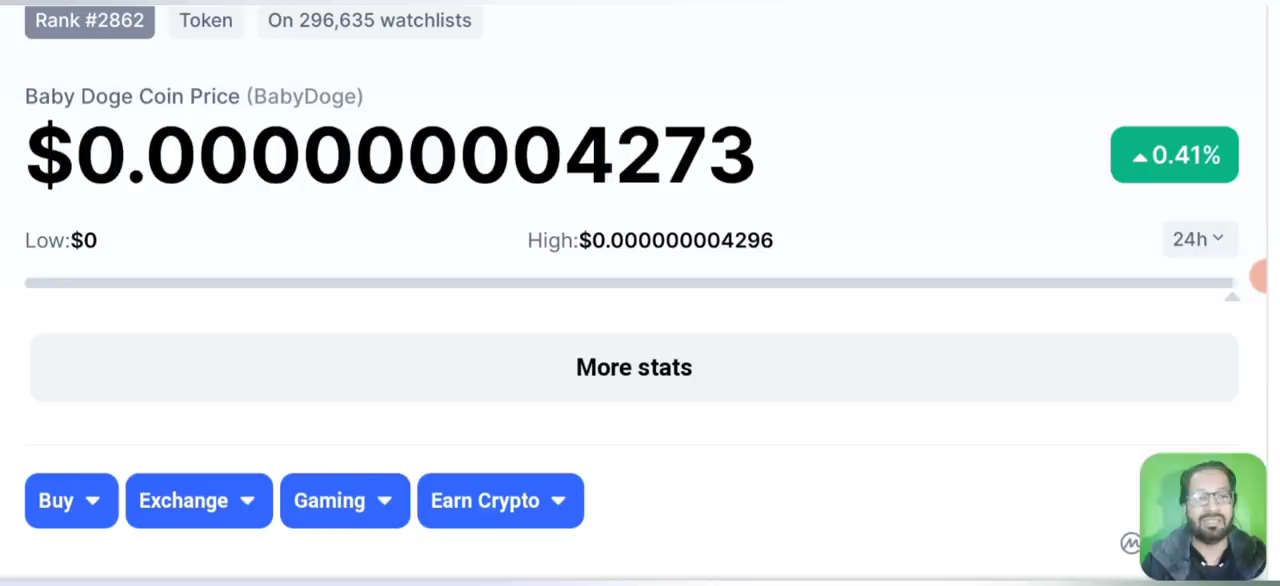 Rank #2862 Token On 296,635 watchlists
Baby Doge Coin Price (BabyDoge)
$0.000000004273
0.41%
Low:$0 High:$0.000000004296 24h
More stats
Buy Exchange Gaming Earn Crypto